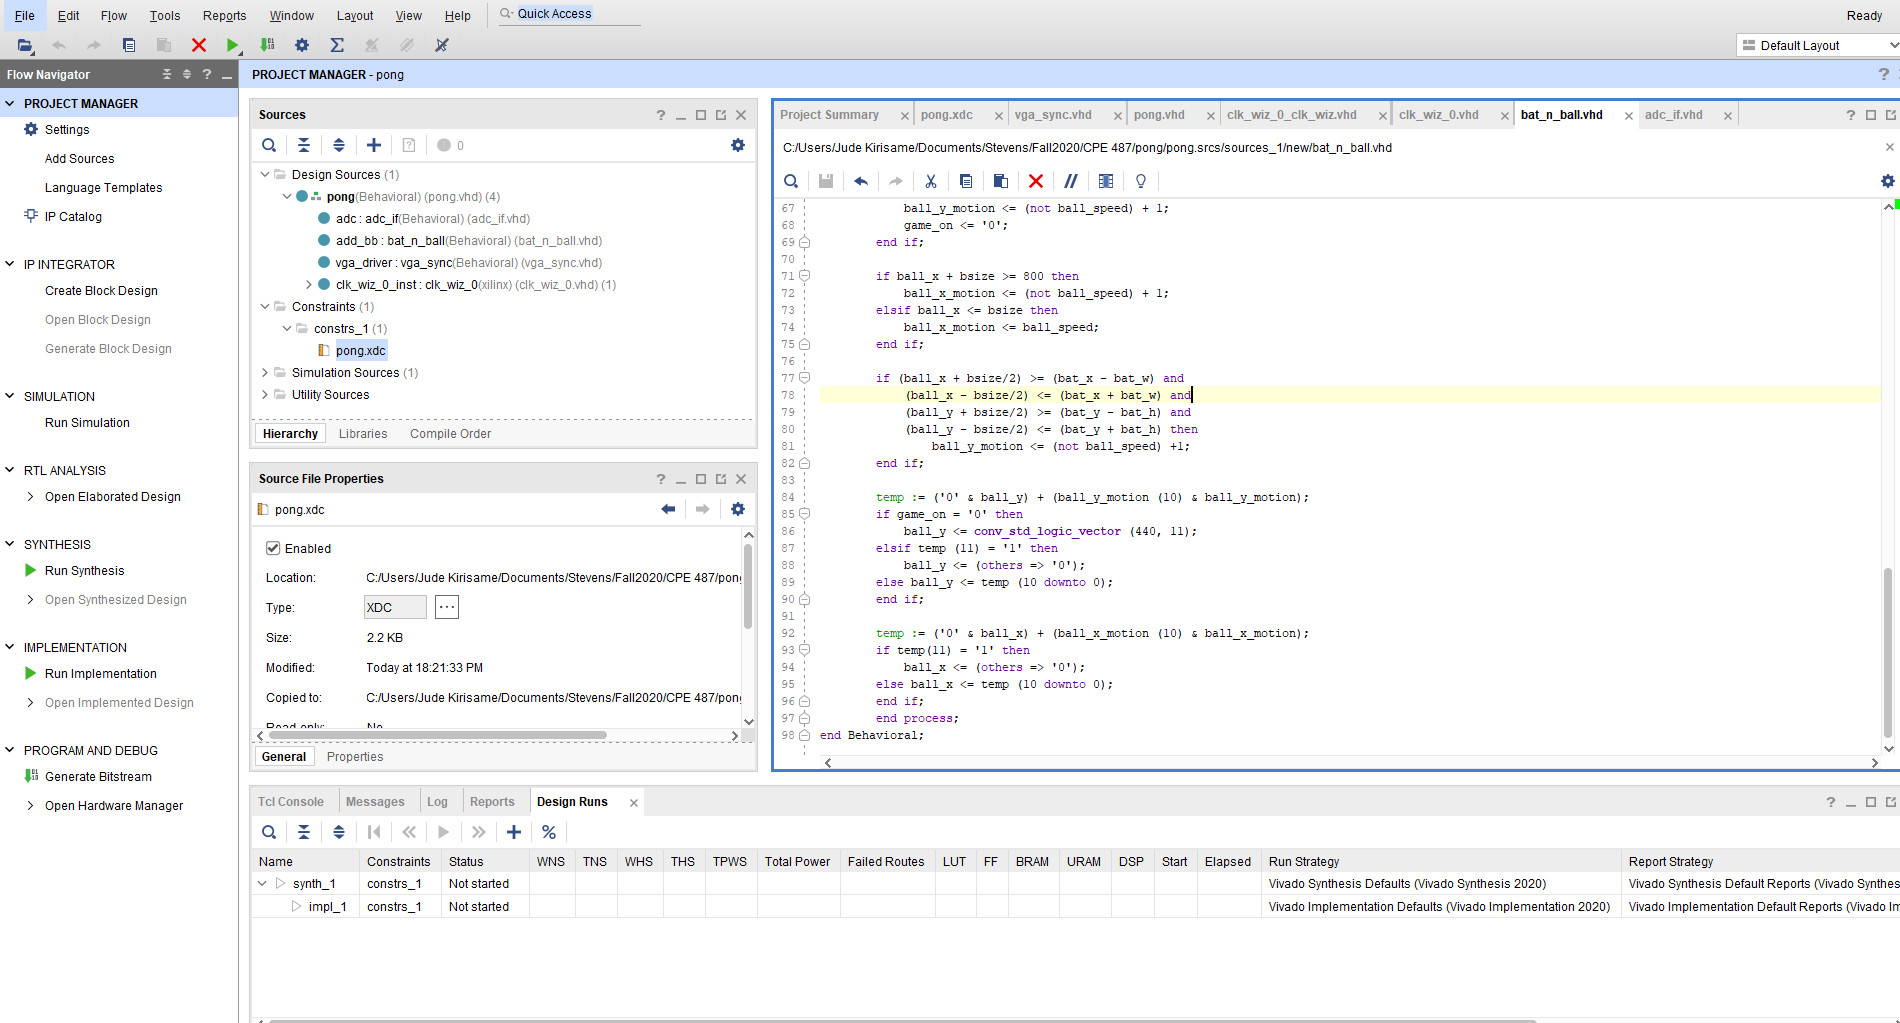 File Edit Flow Tools Reports Window Layout View Help Quick Access Ready
Default Layout
Flow Navigator
PROJECT MANAGER
Settings
Add Sources
Language Templates
IP Catalog
IP INTEGRATOR
Create Block Design
Open Block Design
Generate Block Design
SIMULATION
Run Simulation
RTL ANALYSIS
Open Elaborated Design
SYNTHESIS
Run Synthesis
Open Synthesized Design
IMPLEMENTATION
Run Implementation
Open Implemented Design
PROGRAM AND DEBUG
Generate Bitstream
Open Hardware Manager
PROJECT MANAGER - pong
Sources
0
Design Sources (1)
pong(Behavioral) (pong.vhd) (4)
adc : adc_if(Behavioral) (adc_if.vhd)
add_bb : bat_n_ball(Behavioral) (bat_n_ball.vhd)
vga_driver : vga_sync(Behavioral) (vga_sync.vhd)
clk_wiz_0_inst : clk_wiz_0(xilinx) (clk_wiz_0.vhd) (1)
Constraints (1)
constrs_1 (1)
pong.xdc
Simulation Sources (1)
Utility Sources
Hierarchy Libraries Compile Order
Source File Properties
pong.xdc
Enabled
Location: C:/Users/Jude Kirisame/Documents/Stevens/Fall2020/CPE 487/pong
Type: XDC
Size: 2.2 KB
Modified: Today at 18:21:33 PM
Copied to: C:/Users/Jude Kirisame/Documents/Stevens/Fall2020/CPE 487/pong
Read-only: No
General Properties
Project Summary pong.xdc vga_sync.vhd pong.vhd clk_wiz_0_clk_wiz.vhd clk_wiz_0.vhd bat_n_ball.vhd adc_if.vhd
C:/Users/Jude Kirisame/Documents/Stevens/Fall2020/CPE 487/pong/pong.srcs/sources_1/new/bat_n_ball.vhd
67 ball_y_motion <= (not ball_speed) + 1;
68 game_on <= '0';
69 end if;
70
71 if ball_x + bsize >= 800 then
72 ball_x_motion <= (not ball_speed) + 1;
73 elsif ball_x <= bsize then
74 ball_x_motion <= ball_speed;
75 end if;
76
77 if (ball_x + bsize/2) >= (bat_x - bat_w) and
78 (ball_x - bsize/2) <= (bat_x + bat_w) and
79 (ball_y + bsize/2) >= (bat_y - bat_h) and
80 (ball_y - bsize/2) <= (bat_y + bat_h) then
81 ball_y_motion <= (not ball_speed) +1;
82 end if;
83
84 temp := ('0' & ball_y) + (ball_y_motion (10) & ball_y_motion);
85 if game_on = '0' then
86 ball_y <= conv_std_logic_vector (440, 11);
87 elsif temp (11) = '1' then
88 ball_y <= (others => '0');
89 else ball_y <= temp (10 downto 0);
90 end if;
91
92 temp := ('0' & ball_x) + (ball_x_motion (10) & ball_x_motion);
93 if temp(11) = '1' then
94 ball_x <= (others => '0');
95 else ball_x <= temp (10 downto 0);
96 end if;
97 end process;
98 end Behavioral;
Tcl Console Messages Log Reports Design Runs
Name Constraints Status WNS TNS WHS THS TPWS Total Power Failed Routes LUT FF BRAM URAM DSP Start Elapsed Run Strategy Report Strategy
synth_1 constrs_1 Not started Vivado Synthesis Defaults (Vivado Synthesis 2020) Vivado Synthesis Default Reports (Vivado Synthes
impl_1 constrs_1 Not started Vivado Implementation Defaults (Vivado Implementation 2020) Vivado Implementation Default Reports (Vivado Im